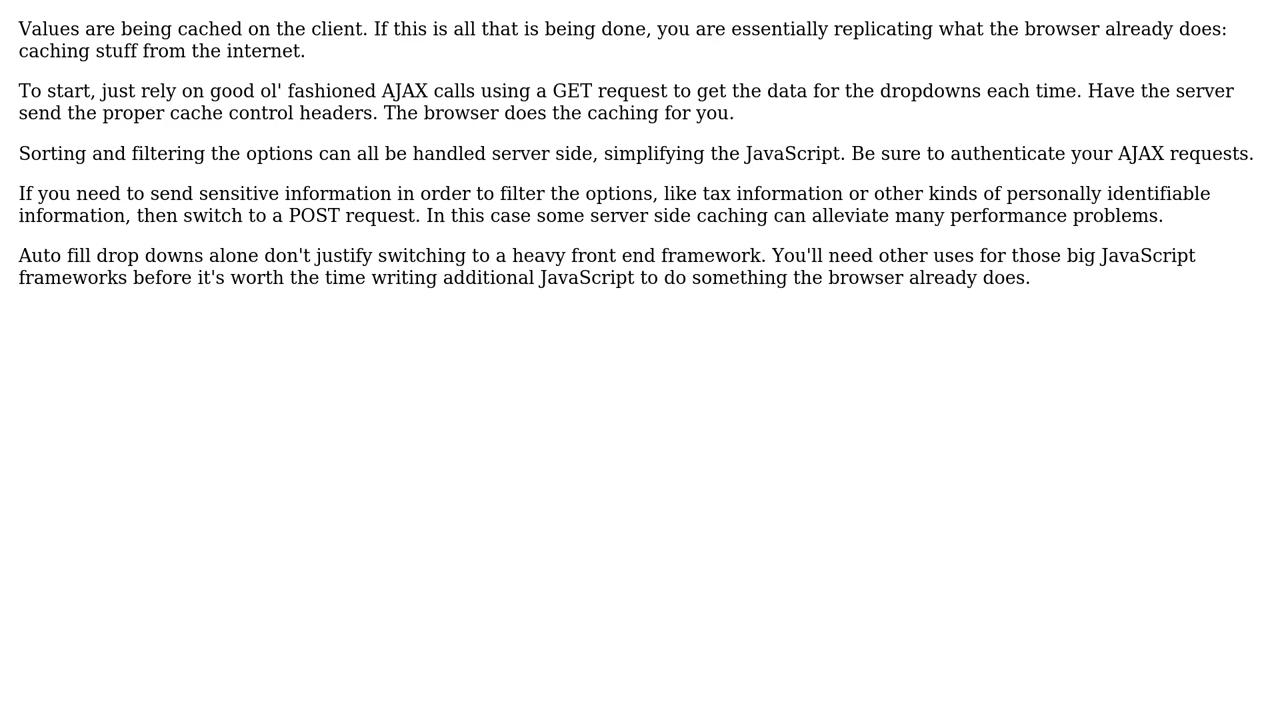 Values are being cached on the client. If this is all that is being done, you are essentially replicating what the browser already does:
caching stuff from the internet.
To start, just rely on good ol' fashioned AJAX calls using a GET request to get the data for the dropdowns each time. Have the server
send the proper cache control headers. The browser does the caching for you.
Sorting and filtering the options can all be handled server side, simplifying the JavaScript. Be sure to authenticate your AJAX requests.
If you need to send sensitive information in order to filter the options, like tax information or other kinds of personally identifiable
information, then switch to a POST request. In this case some server side caching can alleviate many performance problems.
Auto fill drop downs alone don't justify switching to a heavy front end framework. You'll need other uses for those big JavaScript
frameworks before it's worth the time writing additional JavaScript to do something the browser already does.